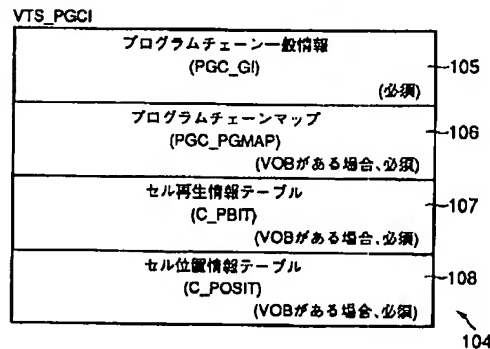 VTS_PGCI
プログラムチェーン一般情報
(PGC_GI)
(必須)
105
プログラムチェーンマップ
(PGC_PGMAP)
(VOBがある場合、必須)
106
セル再生情報テーブル
(C_PBIT)
(VOBがある場合、必須)
107
セル位置情報テーブル
(C_POSIT)
(VOBがある場合、必須)
108
104